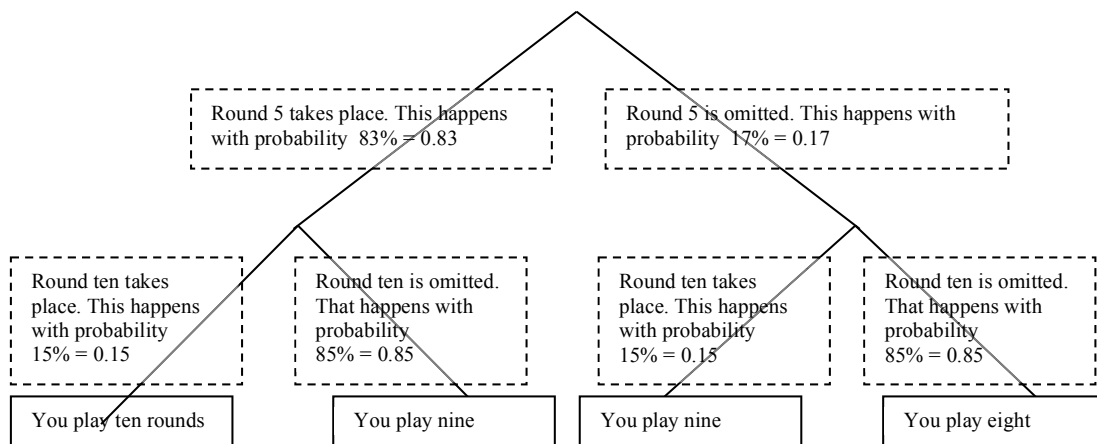 Round 5 takes place. This happens
with probability 83% = 0.83
Round 5 is omitted. This happens with
probability 17% = 0.17
Round ten takes
place. This happens
with probability
15% = 0.15
Round ten is omitted.
That happens with
probability
85% = 0.85
Round ten takes
place. This happens
with probability
15% = 0.15
Round ten is omitted.
That happens with
probability
85% = 0.85
You play ten rounds
You play nine
You play nine
You play eight